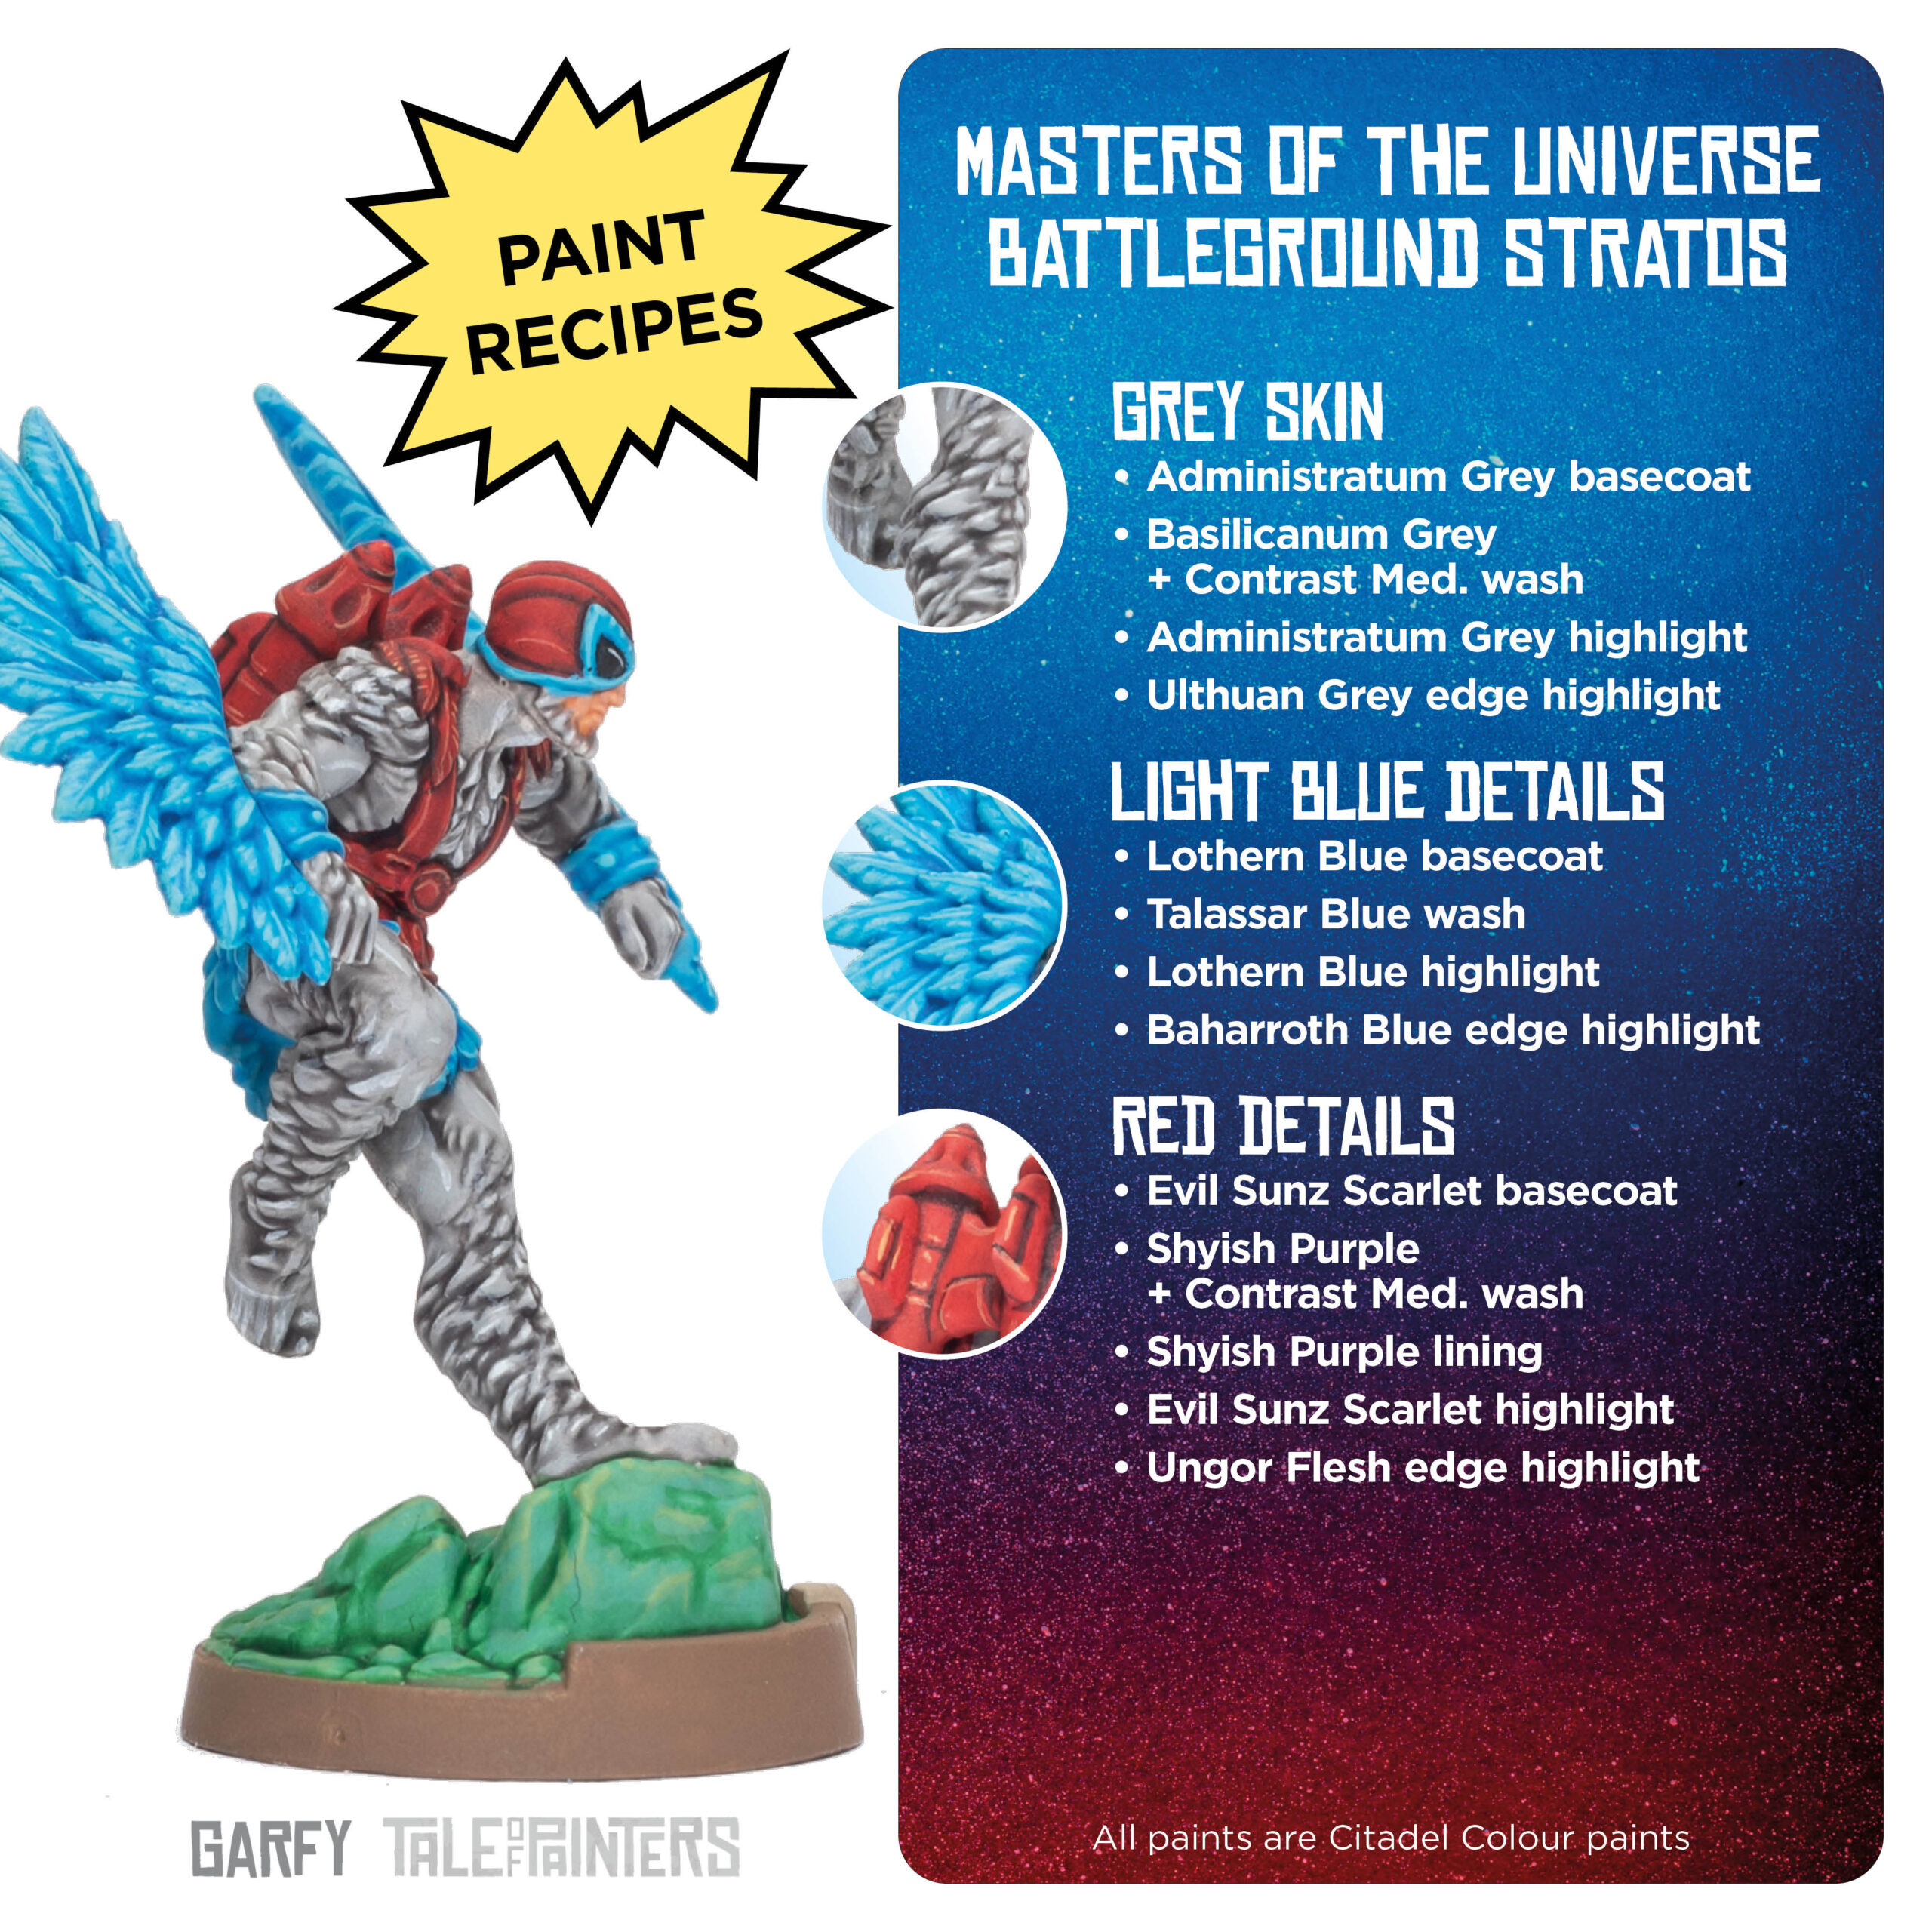 PAINT
RECIPES
MASTERS OF THE UNIVERSE
BATTLEGROUND STRATOS
GREY SKIN
• Administratum Grey basecoat
• Basilicanum Grey
+ Contrast Med. wash
• Administratum Grey highlight
• Ulthuan Grey edge highlight
LIGHT BLUE DETAILS
• Lothern Blue basecoat
• Talassar Blue wash
• Lothern Blue highlight
• Baharroth Blue edge highlight
RED DETAILS
• Evil Sunz Scarlet basecoat
• Shyish Purple
+ Contrast Med. wash
• Shyish Purple lining
• Evil Sunz Scarlet highlight
• Ungor Flesh edge highlight
All paints are Citadel Colour paints
GARFY TALE OF PAINTERS